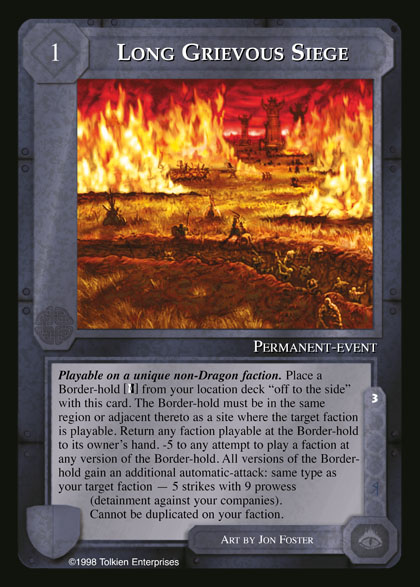 1
LONG GRIEVOUS SIEGE
PERMANENT-EVENT
Playable on a unique non-Dragon faction. Place a
Border-hold [] from your location deck “off to the side”
with this card. The Border-hold must be in the same
region or adjacent thereto as a site where the target faction
is playable. Return any faction playable at the Border-hold
to its owner’s hand. -5 to any attempt to play a faction at
any version of the Border-hold. All versions of the Border-
hold gain an additional automatic-attack: same type as
your target faction — 5 strikes with 9 prowess
(detainment against your companies).
Cannot be duplicated on your faction.
3
ART BY JON FOSTER
©1998 Tolkien Enterprises